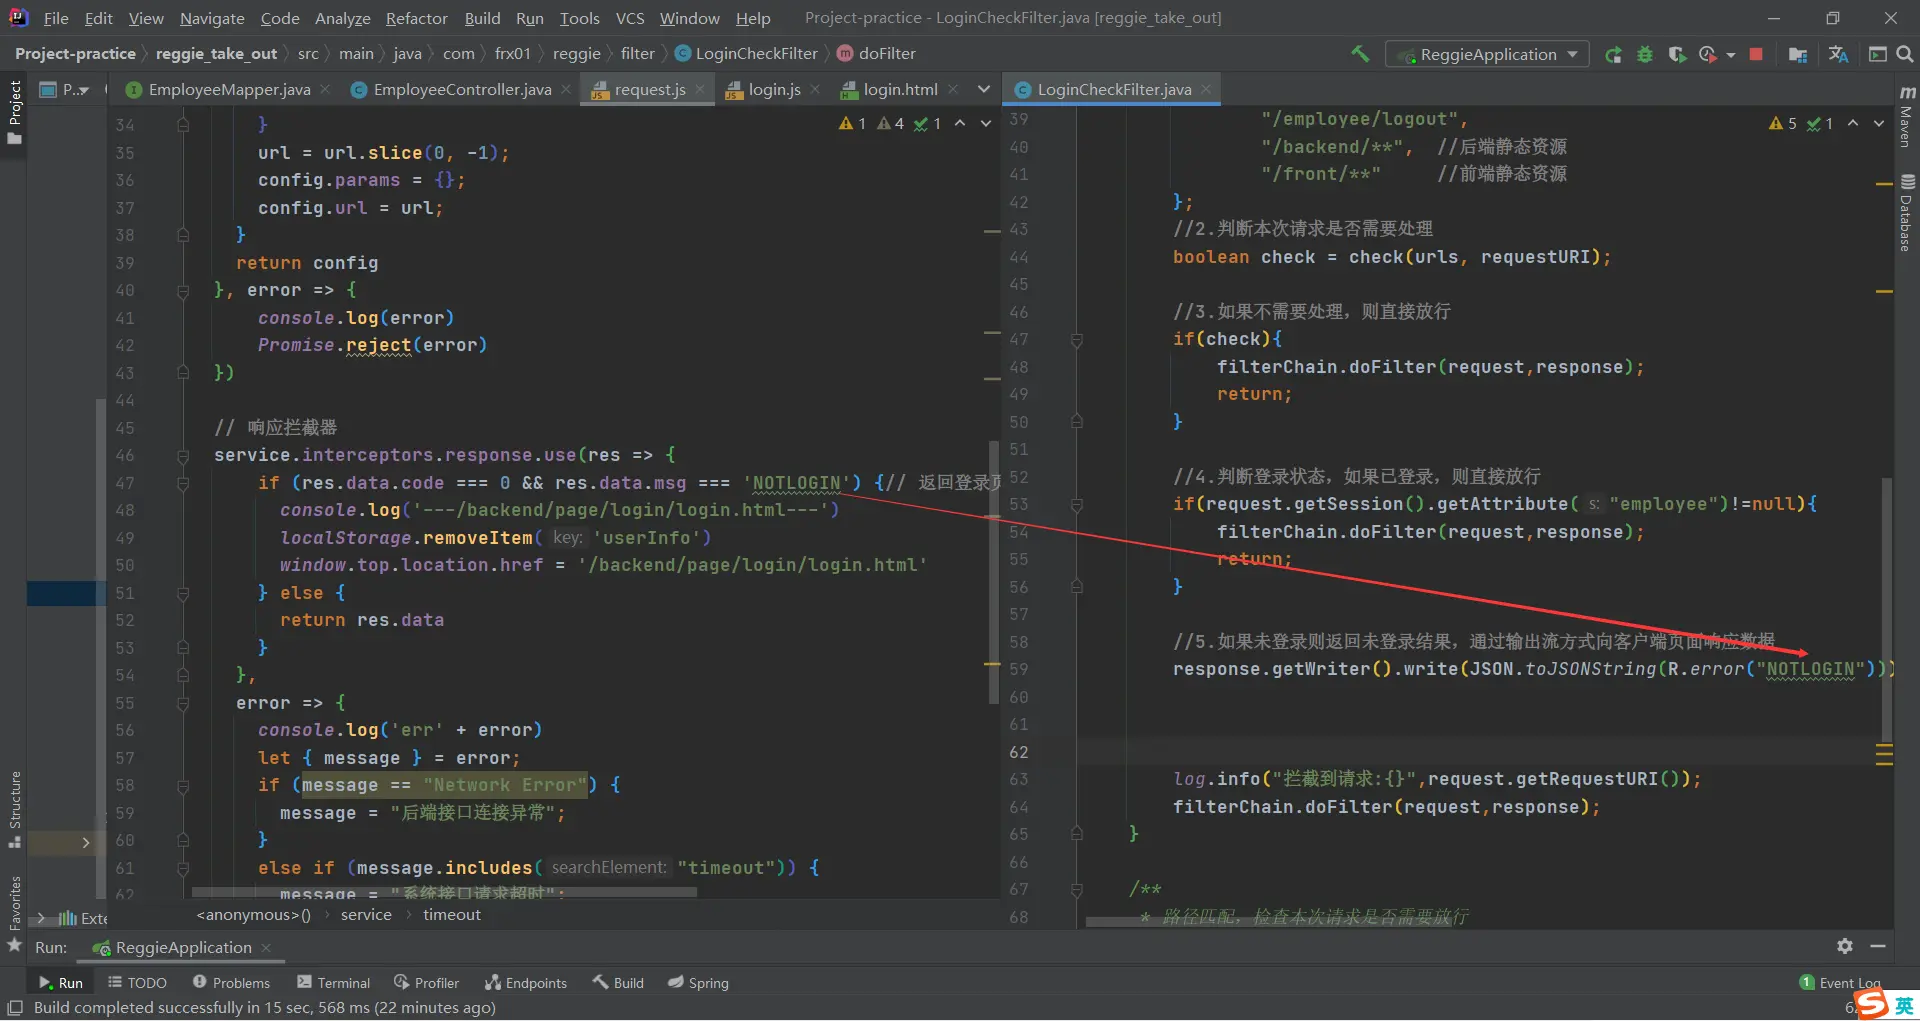 File Edit View Navigate Code Analyze Refactor Build Run Tools VCS Window Help Project-practice - LoginCheckFilter.java [reggie_take_out]
Project-practice reggie_take_out src main java com frx01 reggie filter LoginCheckFilter doFilter ReggieApplication
P.. EmployeeMapper.java EmployeeController.java request.js login.js login.html LoginCheckFilter.java
Project
Structure
Favorites
Maven
Database
1 4 1
34 }
35 url = url.slice(0, -1);
36 config.params = {};
37 config.url = url;
38 }
39 return config
40 }, error => {
41 console.log(error)
42 Promise.reject(error)
43 })
44
45 // 响应拦截器
46 service.interceptors.response.use(res => {
47 if (res.data.code === 0 && res.data.msg === 'NOTLOGIN') {// 返回登录页
48 console.log('---/backend/page/login/login.html---')
49 localStorage.removeItem( key: 'userInfo')
50 window.top.location.href = '/backend/page/login/login.html'
51 } else {
52 return res.data
53 }
54 },
55 error => {
56 console.log('err' + error)
57 let { message } = error;
58 if (message == "Network Error") {
59 message = "后端接口连接异常";
60 }
61 else if (message.includes( searchElement: "timeout")) {
62 message = "系统接口请求超时";
<anonymous>() service timeout
5 1
39 "/employee/logout",
40 "/backend/**", //后端静态资源
41 "/front/**" //前端静态资源
42 };
43 //2.判断本次请求是否需要处理
44 boolean check = check(urls, requestURI);
45
46 //3.如果不需要处理，则直接放行
47 if(check){
48 filterChain.doFilter(request,response);
49 return;
50 }
51
52 //4.判断登录状态，如果已登录，则直接放行
53 if(request.getSession().getAttribute( s: "employee")!=null){
54 filterChain.doFilter(request,response);
55 return;
56 }
57
58 //5.如果未登录则返回未登录结果，通过输出流方式向客户端页面响应数据
59 response.getWriter().write(JSON.toJSONString(R.error("NOTLOGIN")))
60
61
62
63 log.info("拦截到请求:{}",request.getRequestURI());
64 filterChain.doFilter(request,response);
65 }
66
67 /**
68 * 路径匹配，检查本次请求是否需要放行
Exte
Run: ReggieApplication
Run TODO Problems Terminal Profiler Endpoints Build Spring 1 Event Log
Build completed successfully in 15 sec, 568 ms (22 minutes ago)
英